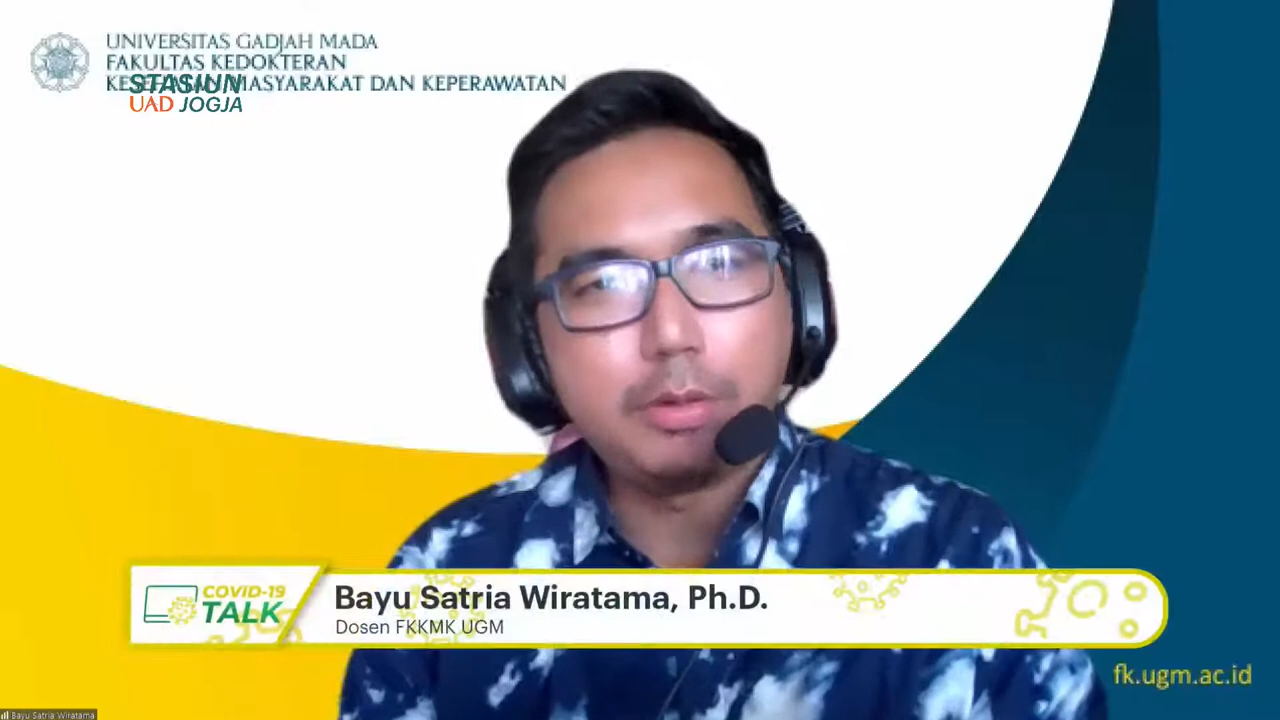 UNIVERSITAS GADJAH MADA
FAKULTAS KEDOKTERAN
MASYARAKAT DAN KEPERAWATAN
STASIUN
UAD JOGJA
COVID-19
TALK
Bayu Satria Wiratama, Ph.D.
Dosen FKKMK UGM
fk.ugm.ac.id
Bayu Satria Wiratama